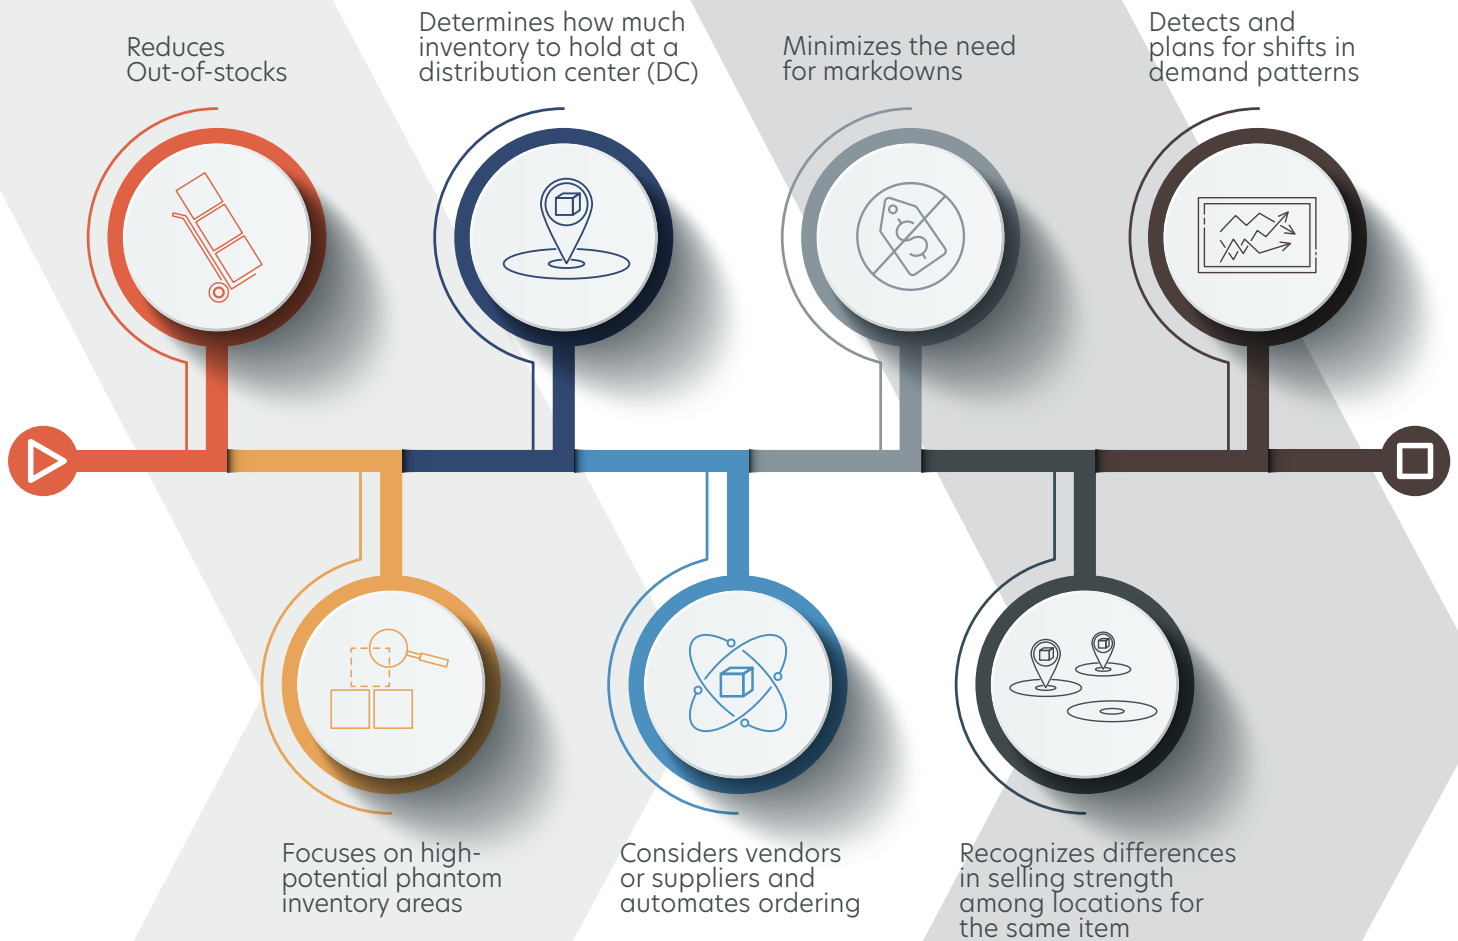 Reduces
Out-of-stocks
Determines how much
inventory to hold at a
distribution center (DC)
Minimizes the need
for markdowns
Detects and
plans for shifts in
demand patterns
Focuses on high-
potential phantom
inventory areas
Considers vendors
or suppliers and
automates ordering
Recognizes differences
in selling strength
among locations for
the same item